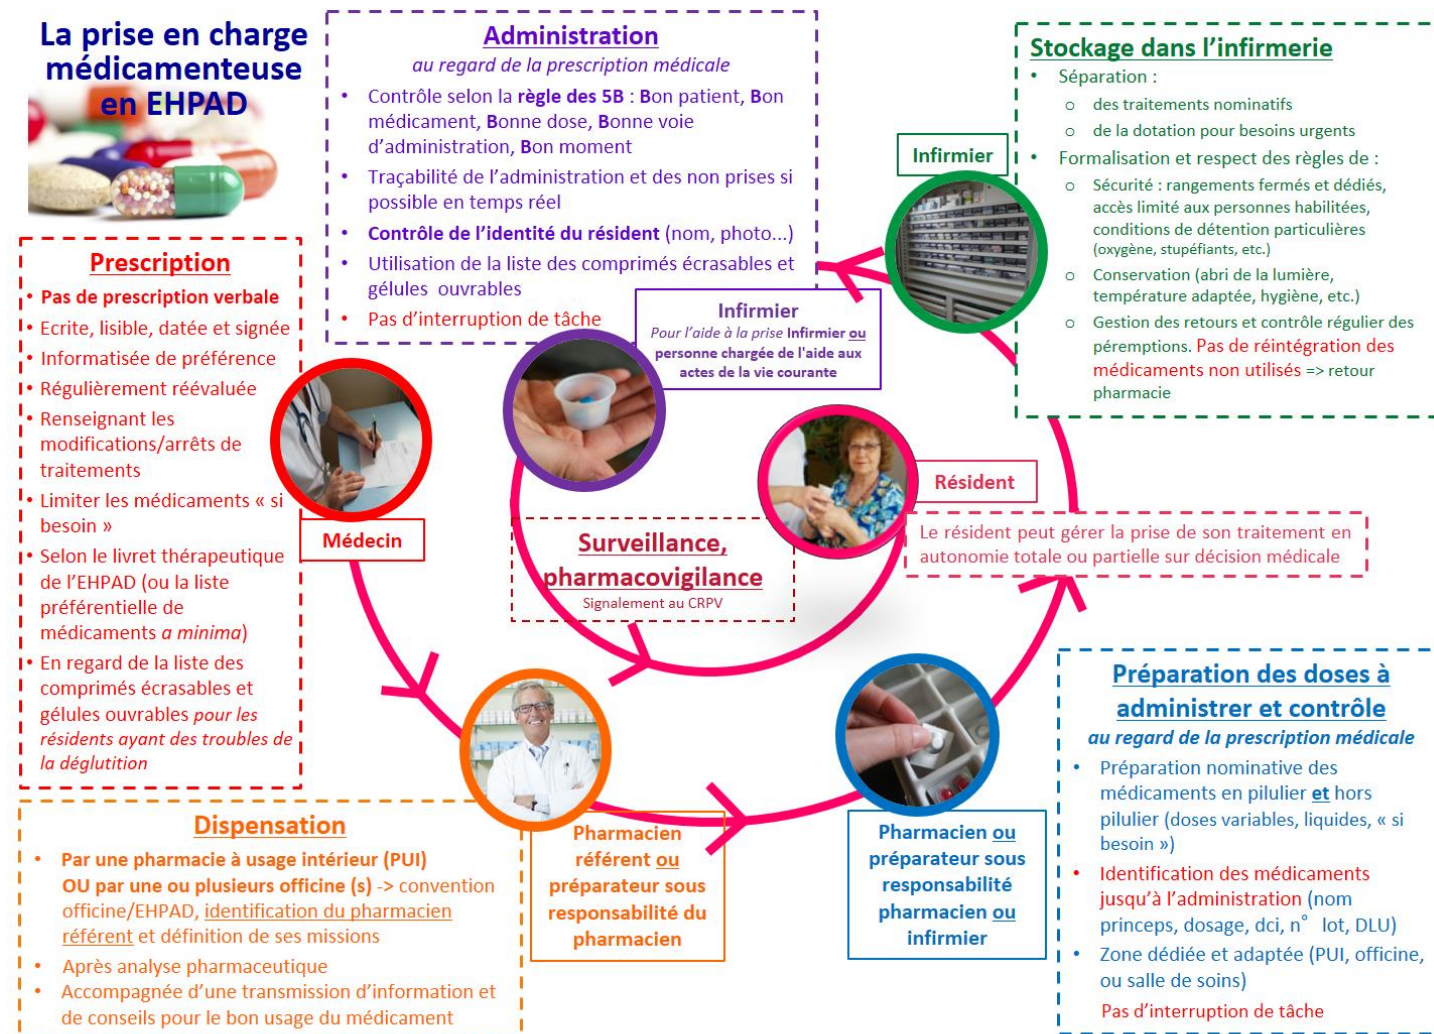 La prise en charge
médicamenteuse
en EHPAD
Prescription
• Pas de prescription verbale
• Ecrite, lisible, datée et signée
• Informatisée de préférence
• Régulièrement réévaluée
• Renseignant les
modifications/arrêts de
traitements
• Limiter les médicaments « si
besoin »
• Selon le livret thérapeutique
de l'EHPAD (ou la liste
préférentielle de
médicaments a minima)
• En regard de la liste des
comprimés écrasables et
gélules ouvrables pour les
résidents ayant des troubles de
la déglutition
Médecin
Dispensation
• Par une pharmacie à usage intérieur (PUI)
OU par une ou plusieurs officine (s) -> convention
officine/EHPAD, identification du pharmacien
référent et définition de ses missions
• Après analyse pharmaceutique
• Accompagnée d'une transmission d'information et
de conseils pour le bon usage du médicament
Pharmacien
référent ou
préparateur sous
responsabilité du
pharmacien
Préparation des doses à
administrer et contrôle
au regard de la prescription médicale
• Préparation nominative des
médicaments en pilulier et hors
pilulier (doses variables, liquides, « si
besoin »)
• Identification des médicaments
jusqu'à l'administration (nom
princeps, dosage, dci, n° lot, DLU)
• Zone dédiée et adaptée (PUI, officine,
ou salle de soins)
Pas d'interruption de tâche
Pharmacien ou
préparateur sous
responsabilité
pharmacien ou
infirmier
Stockage dans l'infirmerie
• Séparation :
o des traitements nominatifs
o de la dotation pour besoins urgents
• Formalisation et respect des règles de :
o Sécurité : rangements fermés et dédiés,
accès limité aux personnes habilitées,
conditions de détention particulières
(oxygène, stupéfiants, etc.)
o Conservation (abri de la lumière,
température adaptée, hygiène, etc.)
o Gestion des retours et contrôle régulier des
péremptions. Pas de réintégration des
médicaments non utilisés => retour
pharmacie
Infirmier
Administration
au regard de la prescription médicale
• Contrôle selon la règle des 5B : Bon patient, Bon
médicament, Bonne dose, Bonne voie
d'administration, Bon moment
• Traçabilité de l'administration et des non prises si
possible en temps réel
• Contrôle de l'identité du résident (nom, photo...)
• Utilisation de la liste des comprimés écrasables et
gélules ouvrables
• Pas d'interruption de tâche
Infirmier
Pour l'aide à la prise Infirmier ou
personne chargée de l'aide aux
actes de la vie courante
Résident
Le résident peut gérer la prise de son traitement en
autonomie totale ou partielle sur décision médicale
Surveillance,
pharmacovigilance
Signalement au CRPV